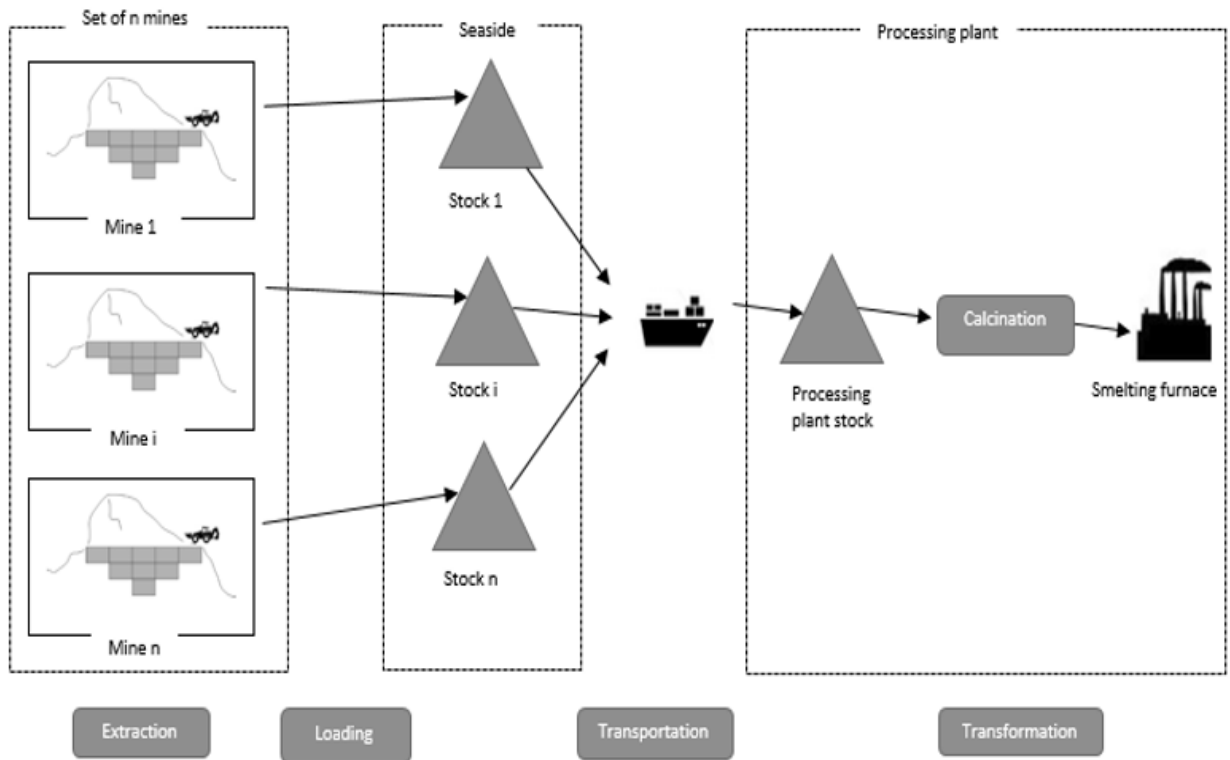 Set of n mines
Seaside
Processing plant
Mine 1
Stock 1
Mine i
Stock i
Processing
plant stock
Calcination
Smelting furnace
Mine n
Stock n
Extraction
Loading
Transportation
Transformation